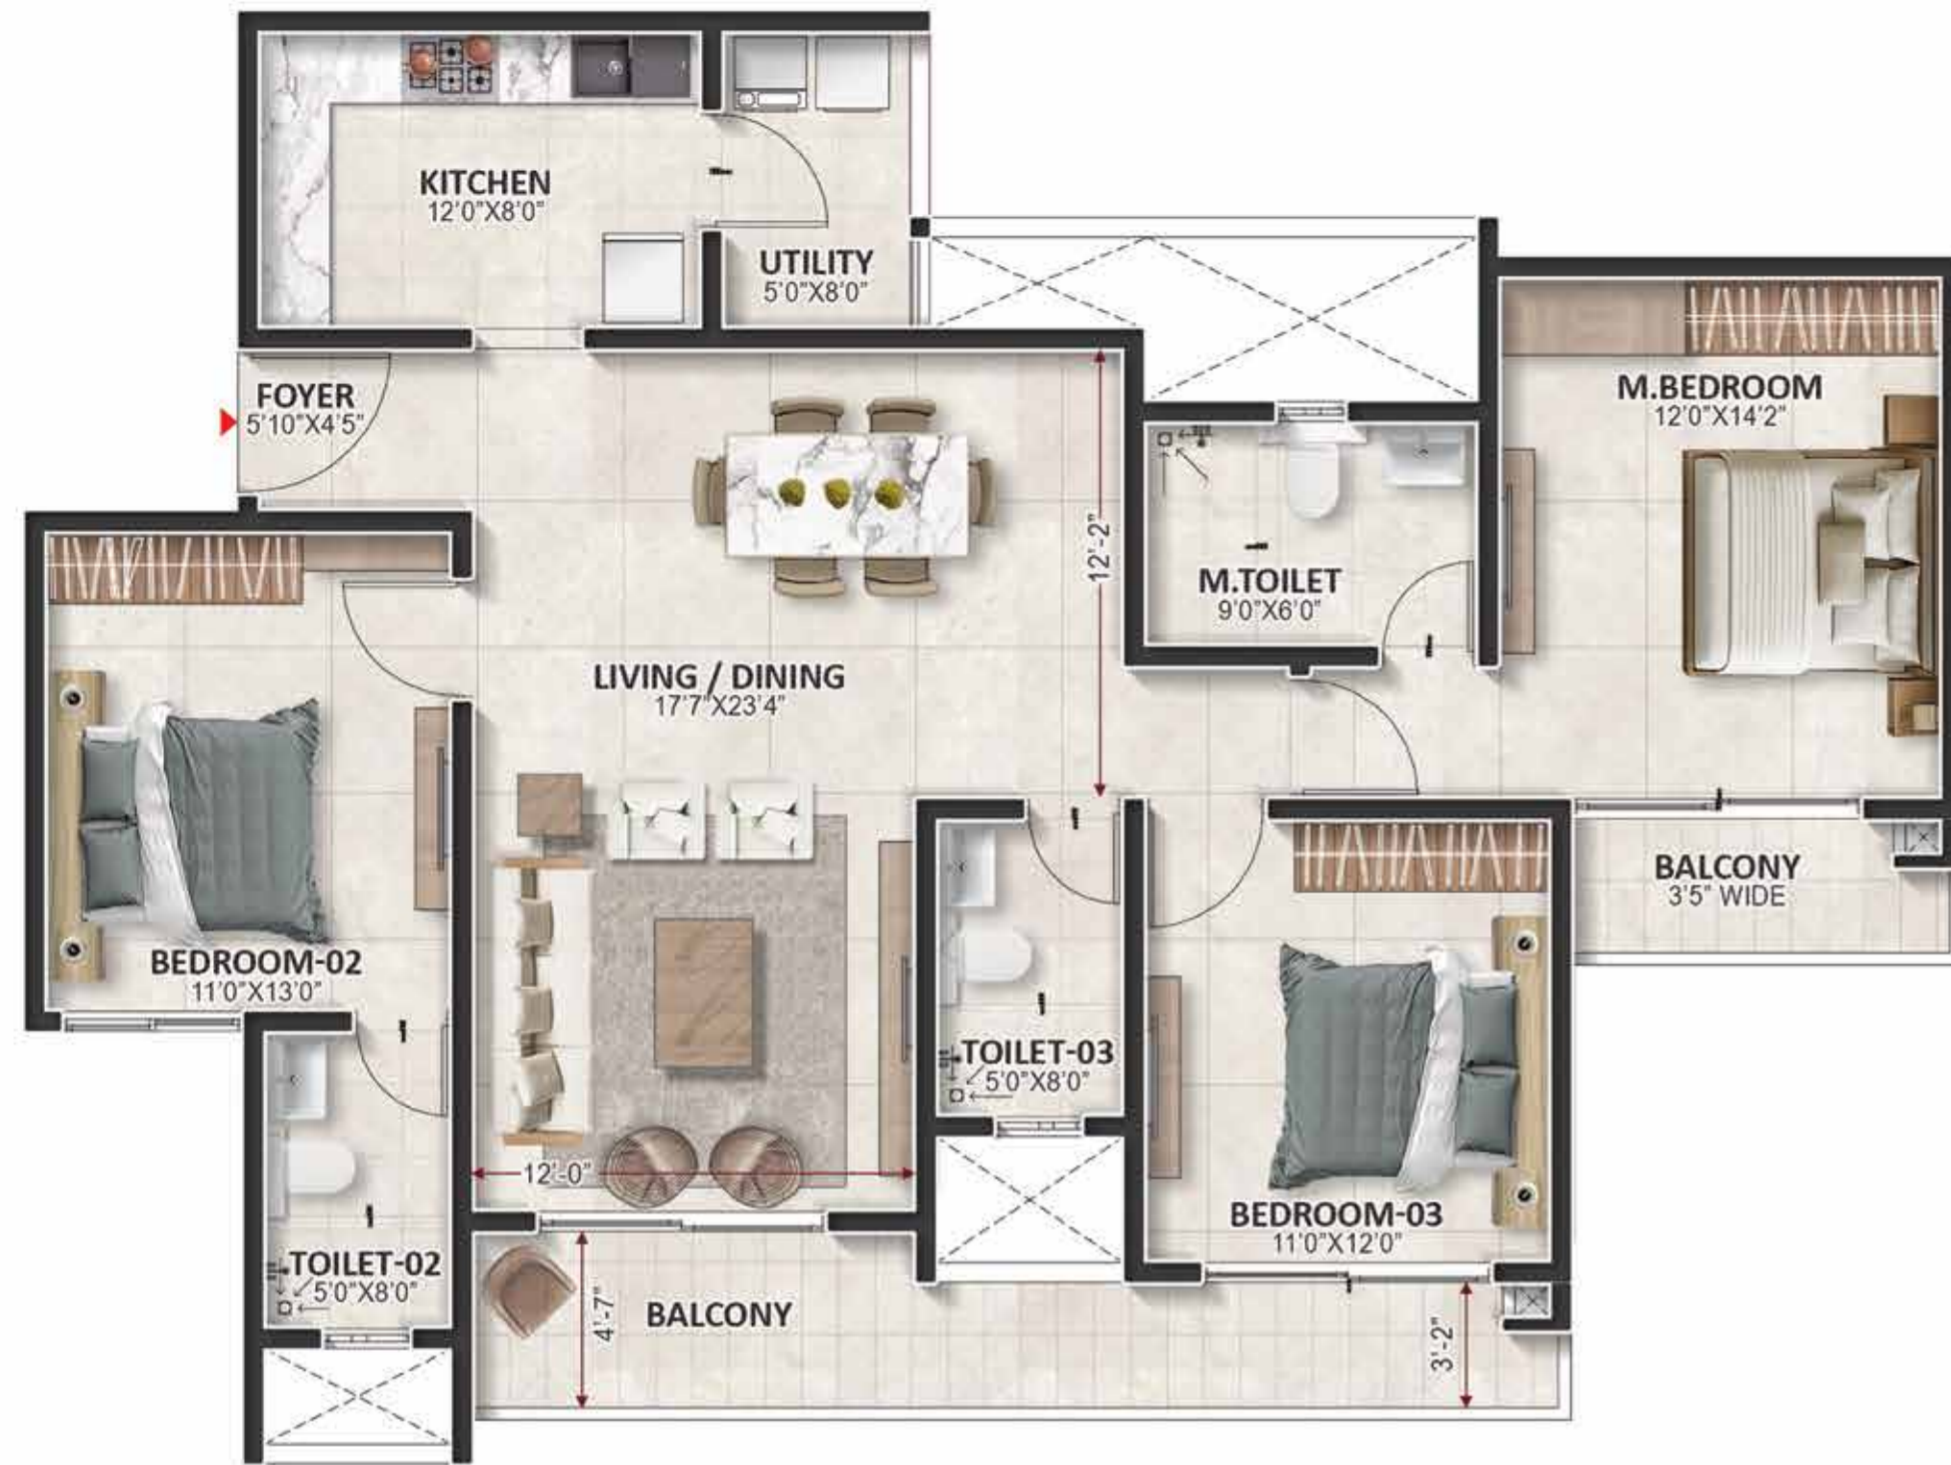 KITCHEN
12'0"X8'0"
UTILITY
5'0"X8'0"
FOYER
5'10"X4'5"
M.BEDROOM
12'0"X14'2"
12'-2"
M.TOILET
9'0"X6'0"
LIVING / DINING
17'7"X23'4"
BALCONY
3'5" WIDE
BEDROOM-02
11'0"X13'0"
TOILET-03
5'0"X8'0"
12'-0"
BEDROOM-03
11'0"X12'0"
TOILET-02
5'0"X8'0"
4'-7"
BALCONY
3'-2"